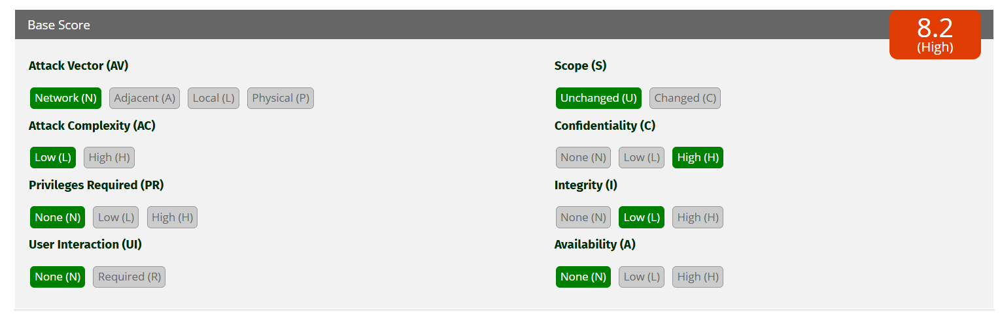 Base Score
8.2
(High)
Attack Vector (AV)
Network (N) Adjacent (A) Local (L) Physical (P)
Attack Complexity (AC)
Low (L) High (H)
Privileges Required (PR)
None (N) Low (L) High (H)
User Interaction (UI)
None (N) Required (R)
Scope (S)
Unchanged (U) Changed (C)
Confidentiality (C)
None (N) Low (L) High (H)
Integrity (I)
None (N) Low (L) High (H)
Availability (A)
None (N) Low (L) High (H)